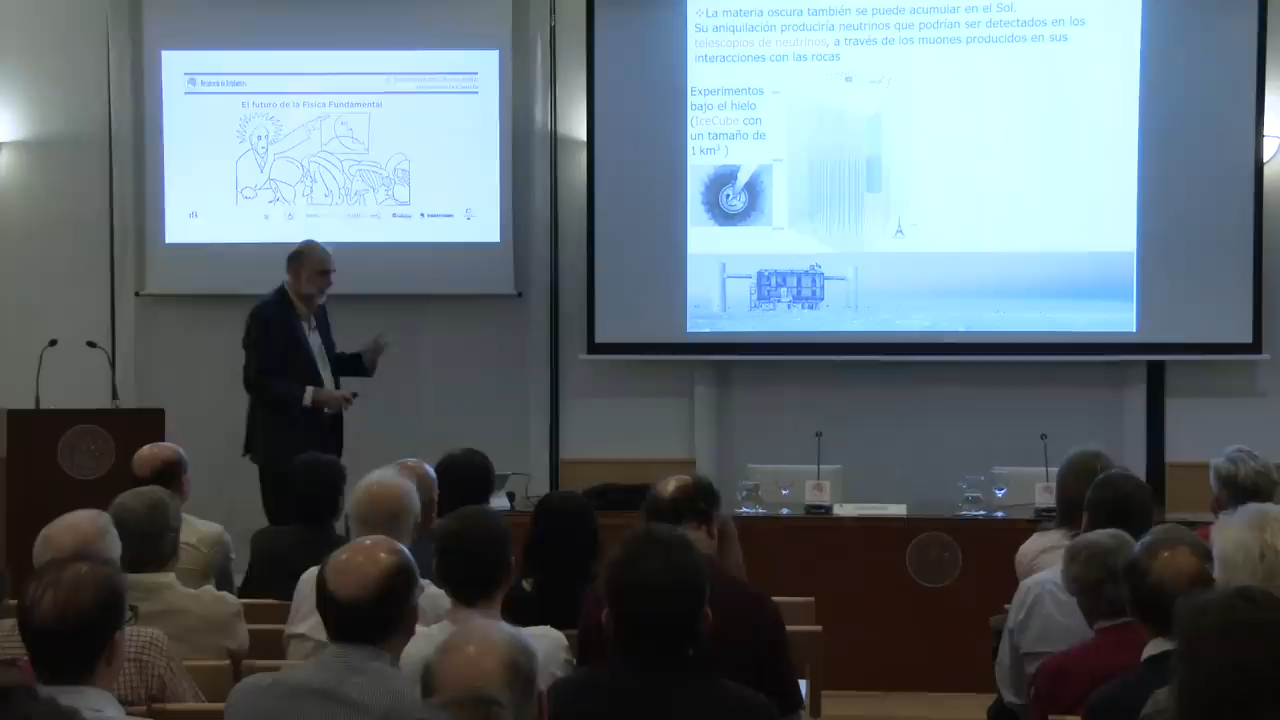 El futuro de la Física Fundamental
ift
❖La materia oscura también se puede acumular en el Sol.
Su aniquilación produciría neutrinos que podrían ser detectados en los
telescopios de neutrinos, a través de los muones producidos en sus
interacciones con las rocas
Experimentos
bajo el hielo
(IceCube con
un tamaño de
1 km³ )